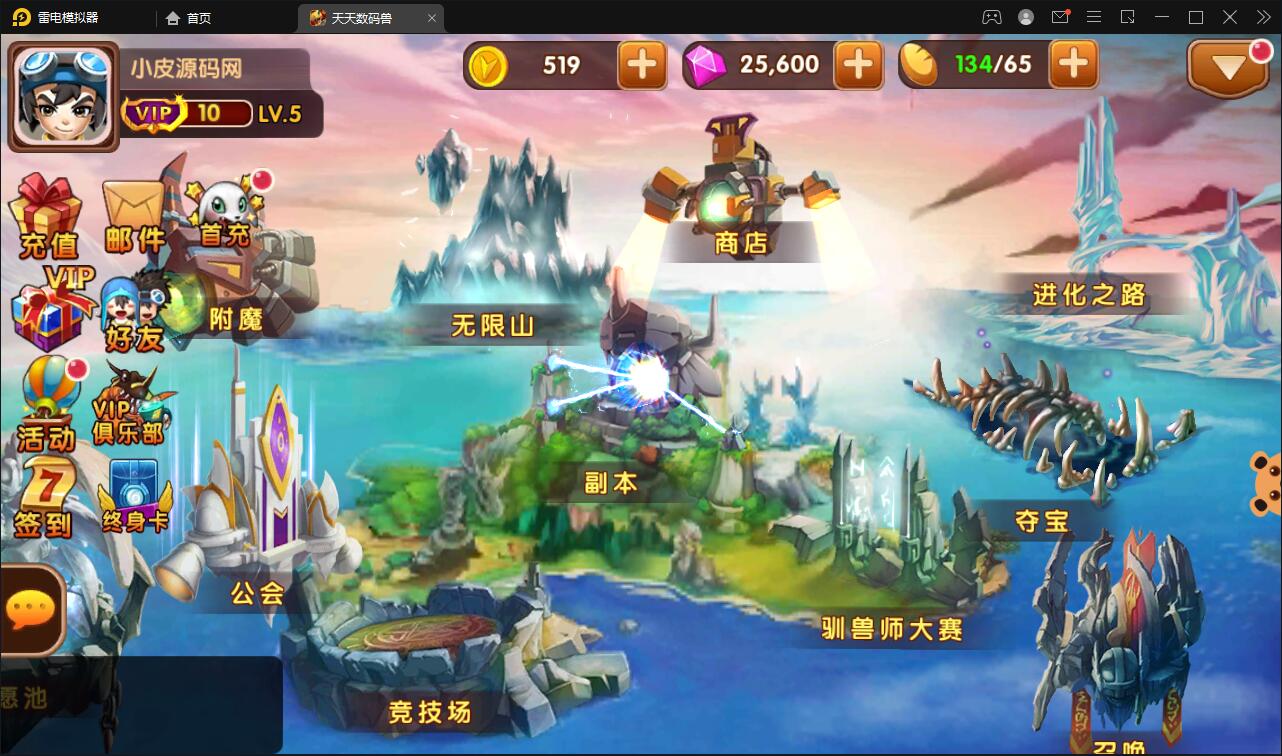 雷电模拟器
首页
天天数码兽
小皮源码网
VIP 10 LV.5
519
25,600
134/65
充值
邮件
首充
商店
VIP
好友
附魔
无限山
进化之路
活动
VIP
俱乐部
副本
7
签到
终身卡
夺宝
公会
驯兽师大赛
愿池
竞技场
召唤